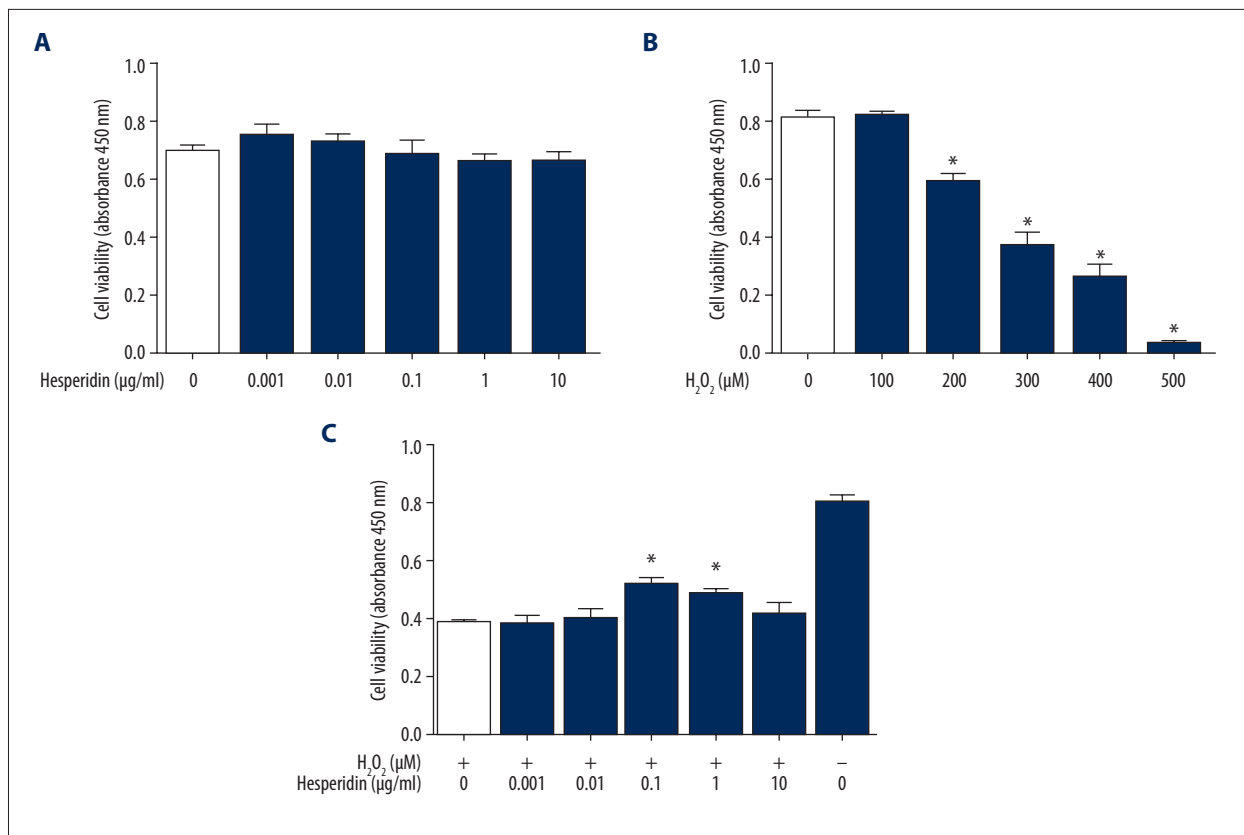 A
Cell viability (absorbance 450 nm)
1.0
0.8
0.6
0.4
0.2
0.0
Hesperidin (µg/ml) 0 0.001 0.01 0.1 1 10
B
Cell viability (absorbance 450 nm)
1.0
0.8
0.6
0.4
0.2
0.0
* * * *
H₂O₂ (µM) 0 100 200 300 400 500
C
Cell viability (absorbance 450 nm)
1.0
0.8
0.6
0.4
0.2
0.0
* *
H₂O₂ (µM) + + + + + + –
Hesperidin (µg/ml) 0 0.001 0.01 0.1 1 10 0